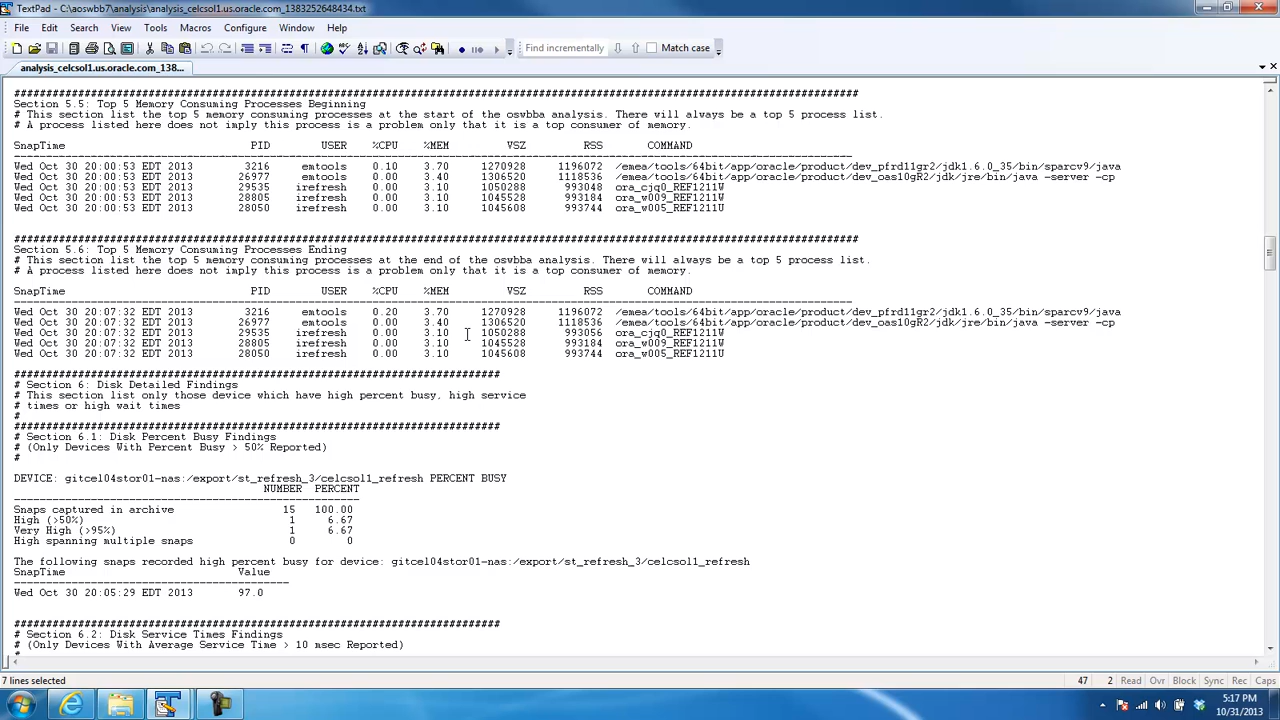 TextPad - C:\aoswbb7\analysis\analysis_celcsol1.us.oracle.com_1383252648434.txt
File Edit Search View Tools Macros Configure Window Help
Find incrementally Match case
analysis_celcsol1.us.oracle.com_138...
####################################################################################################################################
Section 5.5: Top 5 Memory Consuming Processes Beginning
# This section list the top 5 memory consuming processes at the start of the oswbba analysis. There will always be a top 5 process list.
# A process listed here does not imply this process is a problem only that it is a top consumer of memory.
SnapTime PID USER %CPU %MEM VSZ RSS COMMAND
------------------------------------------------------------------------------------------------------------------------------------
Wed Oct 30 20:00:53 EDT 2013 3216 emtools 0.10 3.70 1270928 1196072 /emea/tools/64bit/app/oracle/product/dev_pfrd11gr2/jdk1.6.0_35/bin/sparcv9/java
Wed Oct 30 20:00:53 EDT 2013 26977 emtools 0.00 3.40 1306520 1118536 /emea/tools/64bit/app/oracle/product/dev_oas10gR2/jdk/jre/bin/java -server -cp
Wed Oct 30 20:00:53 EDT 2013 29535 irefresh 0.00 3.10 1050288 993048 ora_cjq0_REF1211W
Wed Oct 30 20:00:53 EDT 2013 28805 irefresh 0.00 3.10 1045528 993184 ora_w009_REF1211W
Wed Oct 30 20:00:53 EDT 2013 28050 irefresh 0.00 3.10 1045608 993744 ora_w005_REF1211U
####################################################################################################################################
Section 5.6: Top 5 Memory Consuming Processes Ending
# This section list the top 5 memory consuming processes at the end of the oswbba analysis. There will always be a top 5 process list.
# A process listed here does not imply this process is a problem only that it is a top consumer of memory.
SnapTime PID USER %CPU %MEM VSZ RSS COMMAND
------------------------------------------------------------------------------------------------------------------------------------
Wed Oct 30 20:07:32 EDT 2013 3216 emtools 0.20 3.70 1270928 1196072 /emea/tools/64bit/app/oracle/product/dev_pfrd11gr2/jdk1.6.0_35/bin/sparcv9/java
Wed Oct 30 20:07:32 EDT 2013 26977 emtools 0.00 3.40 1306520 1118536 /emea/tools/64bit/app/oracle/product/dev_oas10gR2/jdk/jre/bin/java -server -cp
Wed Oct 30 20:07:32 EDT 2013 29535 irefresh 0.00 3.10 1050288 993056 ora_cjq0_REF1211W
Wed Oct 30 20:07:32 EDT 2013 28805 irefresh 0.00 3.10 1045528 993184 ora_w009_REF1211W
Wed Oct 30 20:07:32 EDT 2013 28050 irefresh 0.00 3.10 1045608 993744 ora_w005_REF1211U
############################################################################
# Section 6: Disk Detailed Findings
# This section list only those device which have high percent busy, high service
# times or high wait times
#
############################################################################
# Section 6.1: Disk Percent Busy Findings
# (Only Devices With Percent Busy > 50% Reported)
#
DEVICE: gitcel04stor01-nas:/export/st_refresh_3/celcsol1_refresh PERCENT BUSY
NUMBER PERCENT
------------------------------------------------------
Snaps captured in archive 15 100.00
High (>50%) 1 6.67
Very High (>95%) 1 6.67
High spanning multiple snaps 0 0
The following snaps recorded high percent busy for device: gitcel04stor01-nas:/export/st_refresh_3/celcsol1_refresh
SnapTime Value
-------------------------------------------
Wed Oct 30 20:05:29 EDT 2013 97.0
############################################################################
# Section 6.2: Disk Service Times Findings
# (Only Devices With Average Service Time > 10 msec Reported)
7 lines selected 47 2 Read Ovr Block Sync Rec Caps
5:17 PM
10/31/2013